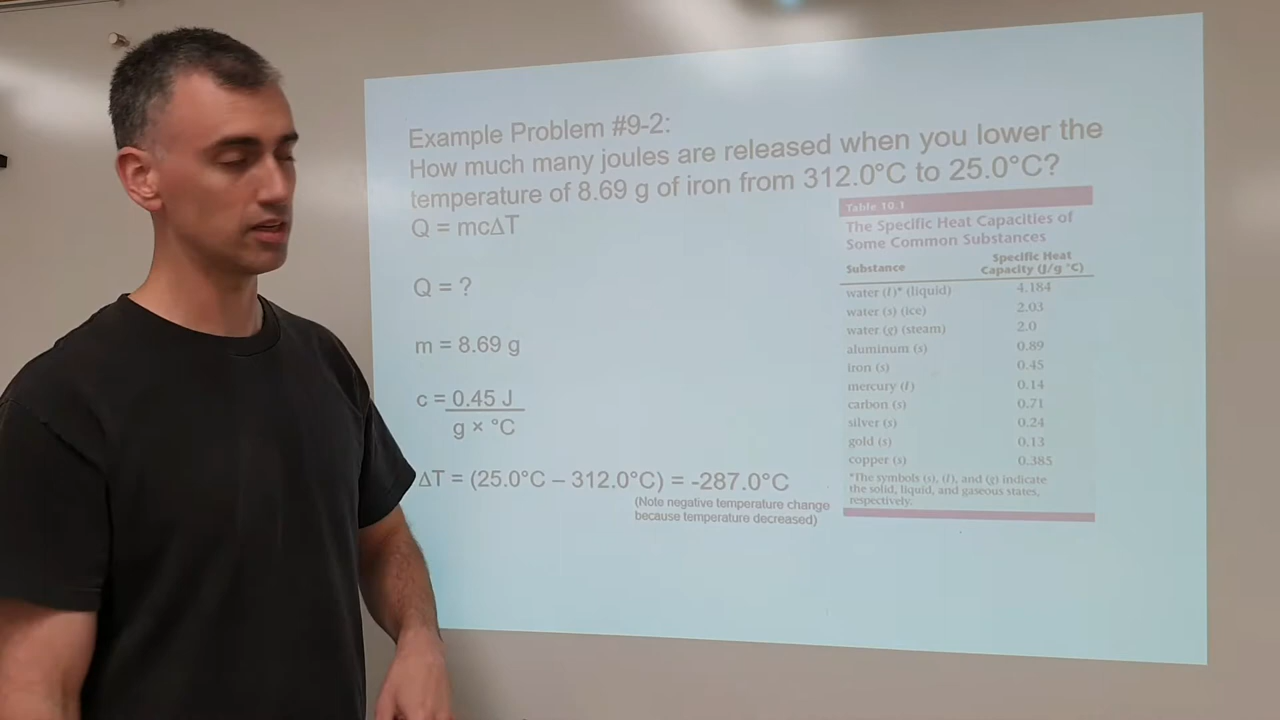 Example Problem #9-2:
How much many joules are released when you lower the
temperature of 8.69 g of iron from 312.0°C to 25.0°C?
Q = mcΔT
Q = ?
m = 8.69 g
c = 0.45 J
g × °C
ΔT = (25.0°C – 312.0°C) = -287.0°C
(Note negative temperature change
because temperature decreased)
Table 10.1
The Specific Heat Capacities of
Some Common Substances
Substance Specific Heat
Capacity (J/g °C)
water (ℓ)* (liquid) 4.184
water (s) (ice) 2.03
water (g) (steam) 2.0
aluminum (s) 0.89
iron (s) 0.45
mercury (ℓ) 0.14
carbon (s) 0.71
silver (s) 0.24
gold (s) 0.13
copper (s) 0.385
*The symbols (s), (ℓ), and (g) indicate
the solid, liquid, and gaseous states,
respectively.